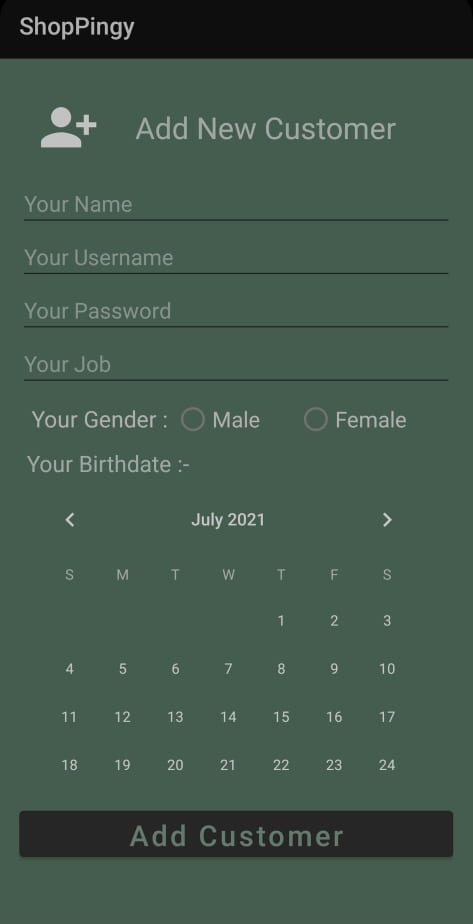 ShopPingy
Add New Customer
Your Name
Your Username
Your Password
Your Job
Your Gender : Male Female
Your Birthdate :-
July 2021
S M T W T F S
1 2 3
4 5 6 7 8 9 10
11 12 13 14 15 16 17
18 19 20 21 22 23 24
Add Customer